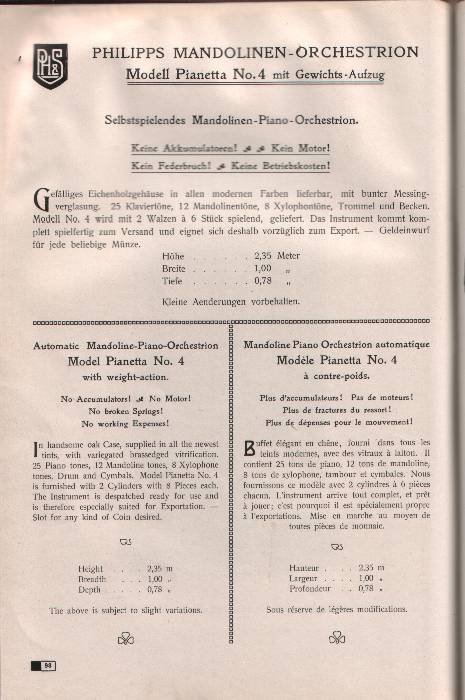 PH&S
PHILIPPS MANDOLINEN-ORCHESTRION
Modell Pianetta No. 4 mit Gewichts-Aufzug
Selbstspielendes Mandolinen-Piano-Orchestrion.
Keine Akkumulatoren! Kein Motor!
Kein Federbruch! Keine Betriebskosten!
Gefälliges Eichenholzgehäuse in allen modernen Farben lieferbar, mit bunter Messing-
verglasung. 25 Klaviertöne, 12 Mandolinentöne, 8 Xylophontöne, Trommel und Becken.
Modell No. 4 wird mit 2 Walzen à 6 Stück spielend, geliefert. Das Instrument kommt kom-
plett spielfertig zum Versand und eignet sich deshalb vorzüglich zum Export. — Geldeinwurf
für jede beliebige Münze.
Höhe . . . . . . . 2,35 Meter
Breite . . . . . . 1,00 „
Tiefe . . . . . . 0,78 „
Kleine Aenderungen vorbehalten.
Automatic Mandoline-Piano-Orchestrion
Model Pianetta No. 4
with weight-action.
No Accumulators! No Motor!
No broken Springs!
No working Expenses!
In handsome oak Case, supplied in all the newest
tints, with variegated brassedged vitrification.
25 Piano tones, 12 Mandoline tones, 8 Xylophone
tones, Drum and Cymbals. Model Pianetta No. 4
is furnished with 2 Cylinders with 8 Pieces each.
The Instrument is despatched ready for use and
is therefore especially suited for Exportation. —
Slot for any kind of Coin desired.
Height . . . 2,35 m
Breadth . . . 1,00 „
Depth . . . 0,78 „
The above is subject to slight variations.
Mandoline Piano Orchestrion automatique
Modèle Pianetta No. 4
à contre-poids.
Plus d'accumulateurs! Pas de moteurs!
Plus de fractures du ressort!
Plus de dépenses pour le mouvement!
Buffet élégant en chêne, fourni dans tous les
teints modernes, avec des vitraux à laiton. Il
contient 25 tons de piano, 12 tons de mandoline,
8 tons de xylophone, tambour et cymbales. Nous
fournissons ce modèle avec 2 cylindres à 6 pièces
chacun. L'instrument arrive tout complet, et prêt
à jouer; c'est pourquoi il est spécialement propre
à l'exportations. Mise en marche au moyen de
toutes pièces de monnaie.
Hauteur . . . 2,35 m
Largeur . . . 1,00 „
Profondeur . . 0,78 „
Sous réserve de légères modifications.
98